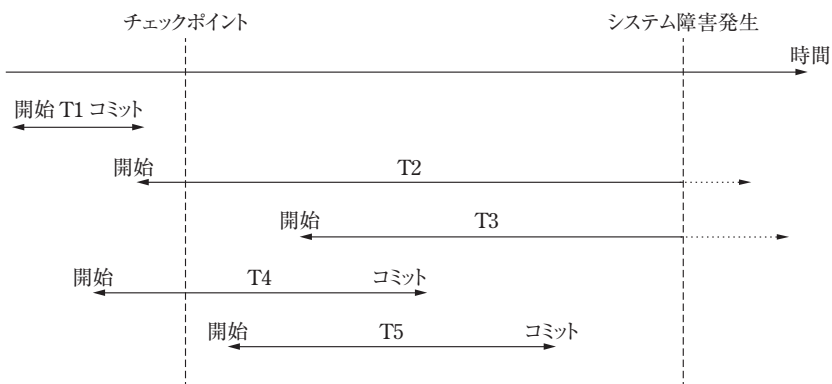 チェックポイント システム障害発生
時間
開始 T1 コミット
開始 T2
開始 T3
開始 T4 コミット
開始 T5 コミット